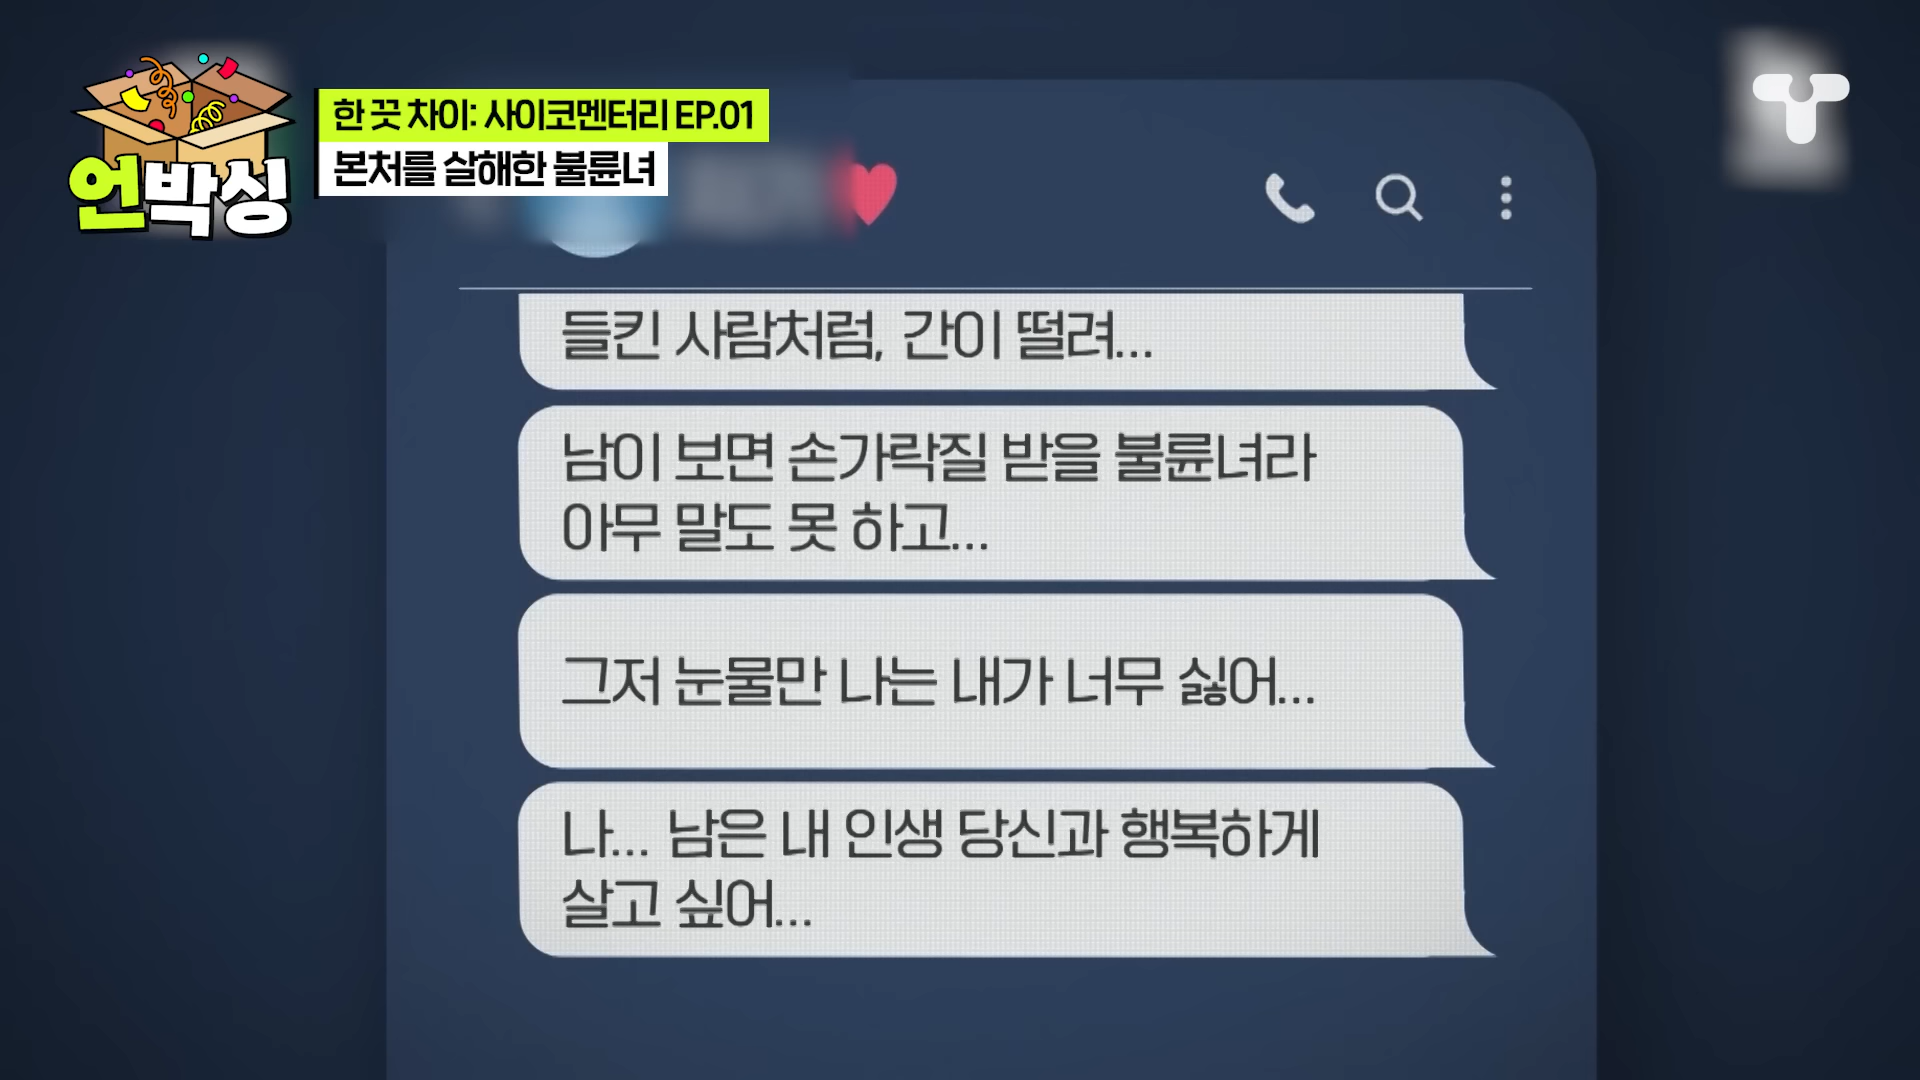 언박싱
한 끗 차이: 사이코멘터리 EP.01
본처를 살해한 불륜녀
들킨 사람처럼, 간이 떨려...
남이 보면 손가락질 받을 불륜녀라
아무 말도 못 하고...
그저 눈물만 나는 내가 너무 싫어...
나... 남은 내 인생 당신과 행복하게
살고 싶어...